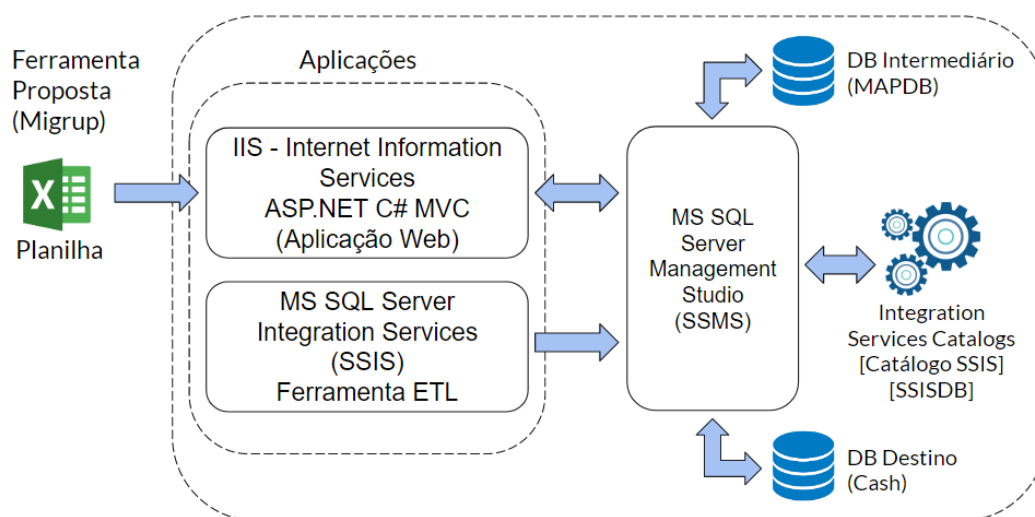 Ferramenta
Proposta
(Migrup)
X
Planilha
Aplicações
IIS - Internet Information
Services
ASP.NET C# MVC
(Aplicação Web)
MS SQL Server
Integration Services
(SSIS)
Ferramenta ETL
MS SQL
Server
Management
Studio
(SSMS)
DB Intermediário
(MAPDB)
Integration
Services Catalogs
[Catálogo SSIS]
[SSISDB]
DB Destino
(Cash)